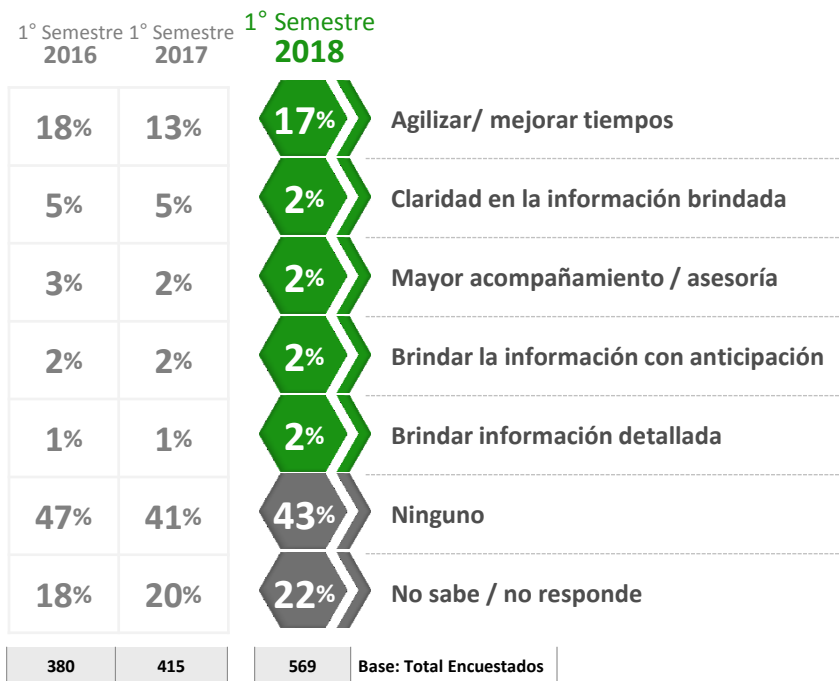 1° Semestre 1° Semestre 1° Semestre
2016 2017 2018
18% 13% 17% Agilizar/ mejorar tiempos
5% 5% 2% Claridad en la información brindada
3% 2% 2% Mayor acompañamiento / asesoría
2% 2% 2% Brindar la información con anticipación
1% 1% 2% Brindar información detallada
47% 41% 43% Ninguno
18% 20% 22% No sabe / no responde
380 415 569 Base: Total Encuestados